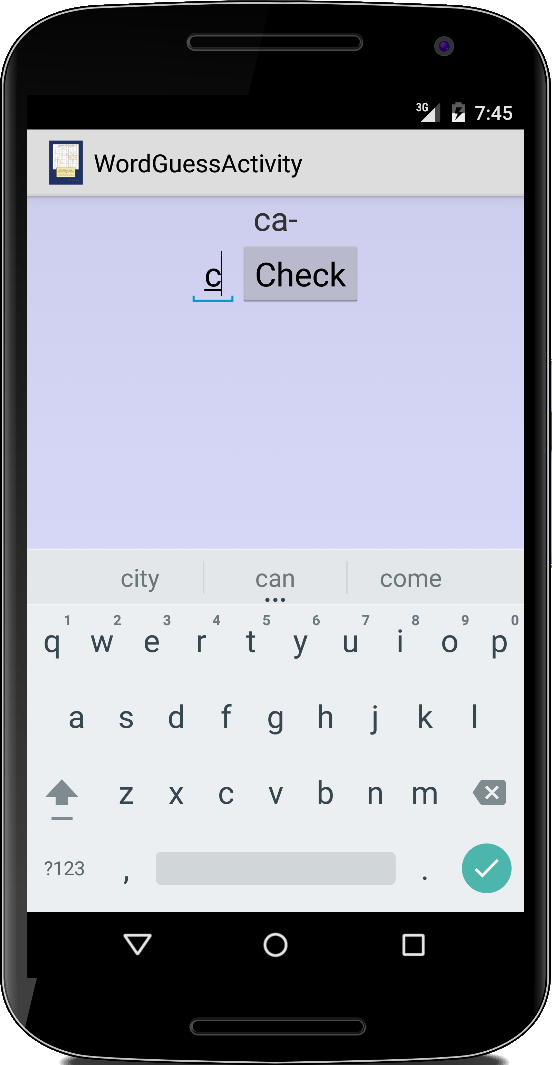 3G 7:45
WordGuessActivity
ca-
c Check
city can come
1 2 3 4 5 6 7 8 9 0
q w e r t y u i o p
a s d f g h j k l
z x c v b n m
?123 , .